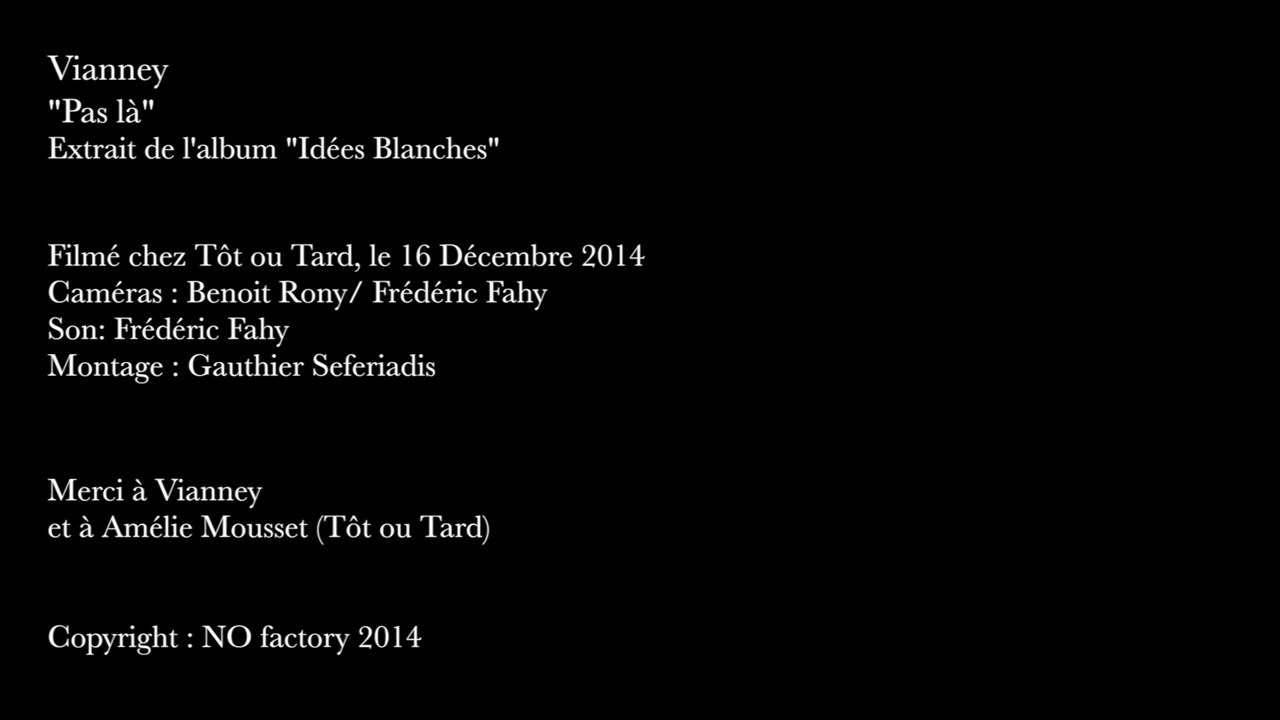 Vianney
"Pas là"
Extrait de l'album "Idées Blanches"
Filmé chez Tôt ou Tard, le 16 Décembre 2014
Caméras : Benoit Rony/ Frédéric Fahy
Son: Frédéric Fahy
Montage : Gauthier Seferiadis
Merci à Vianney
et à Amélie Mousset (Tôt ou Tard)
Copyright : NO factory 2014